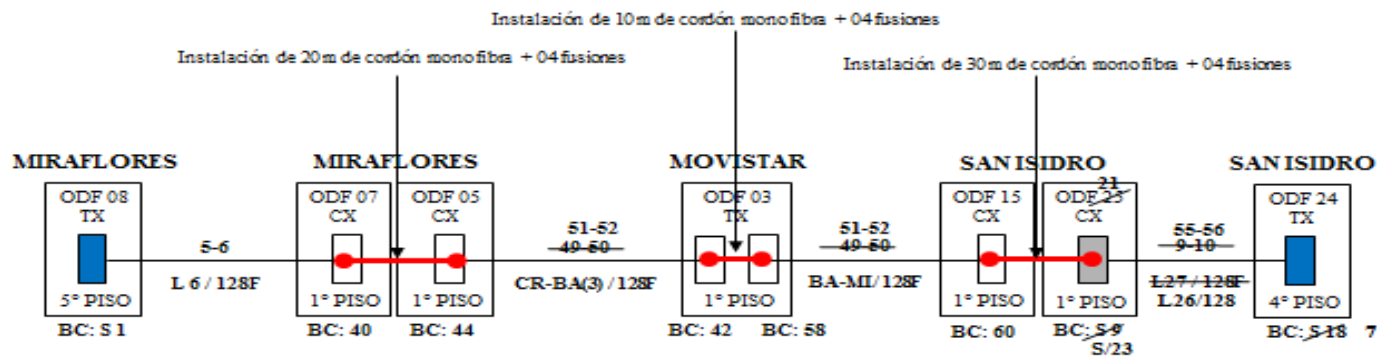 Instalación de 10m de cordón monofibra + 04 fusiones
Instalación de 20m de cordón monofibra + 04 fusiones
Instalación de 30m de cordón monofibra + 04 fusiones
MIRAFLORES
MIRAFLORES
MOVISTAR
SAN ISIDRO
SAN ISIDRO
ODF 08
TX
5° PISO
BC: S 1
5-6
L 6 / 128F
ODF 07
CX
1° PISO
BC: 40
ODF 05
CX
1° PISO
BC: 44
51-52
49-50
CR-BA(3) / 128F
ODF 03
TX
1° PISO
BC: 42
BC: 58
51-52
49-50
BA-MI/ 128F
ODF 15
CX
1° PISO
BC: 60
ODF 23
21
CX
1° PISO
BC: S 9
S/23
55-56
9-10
L27 / 128F
L26/128
ODF 24
TX
4° PISO
BC: S 18 7